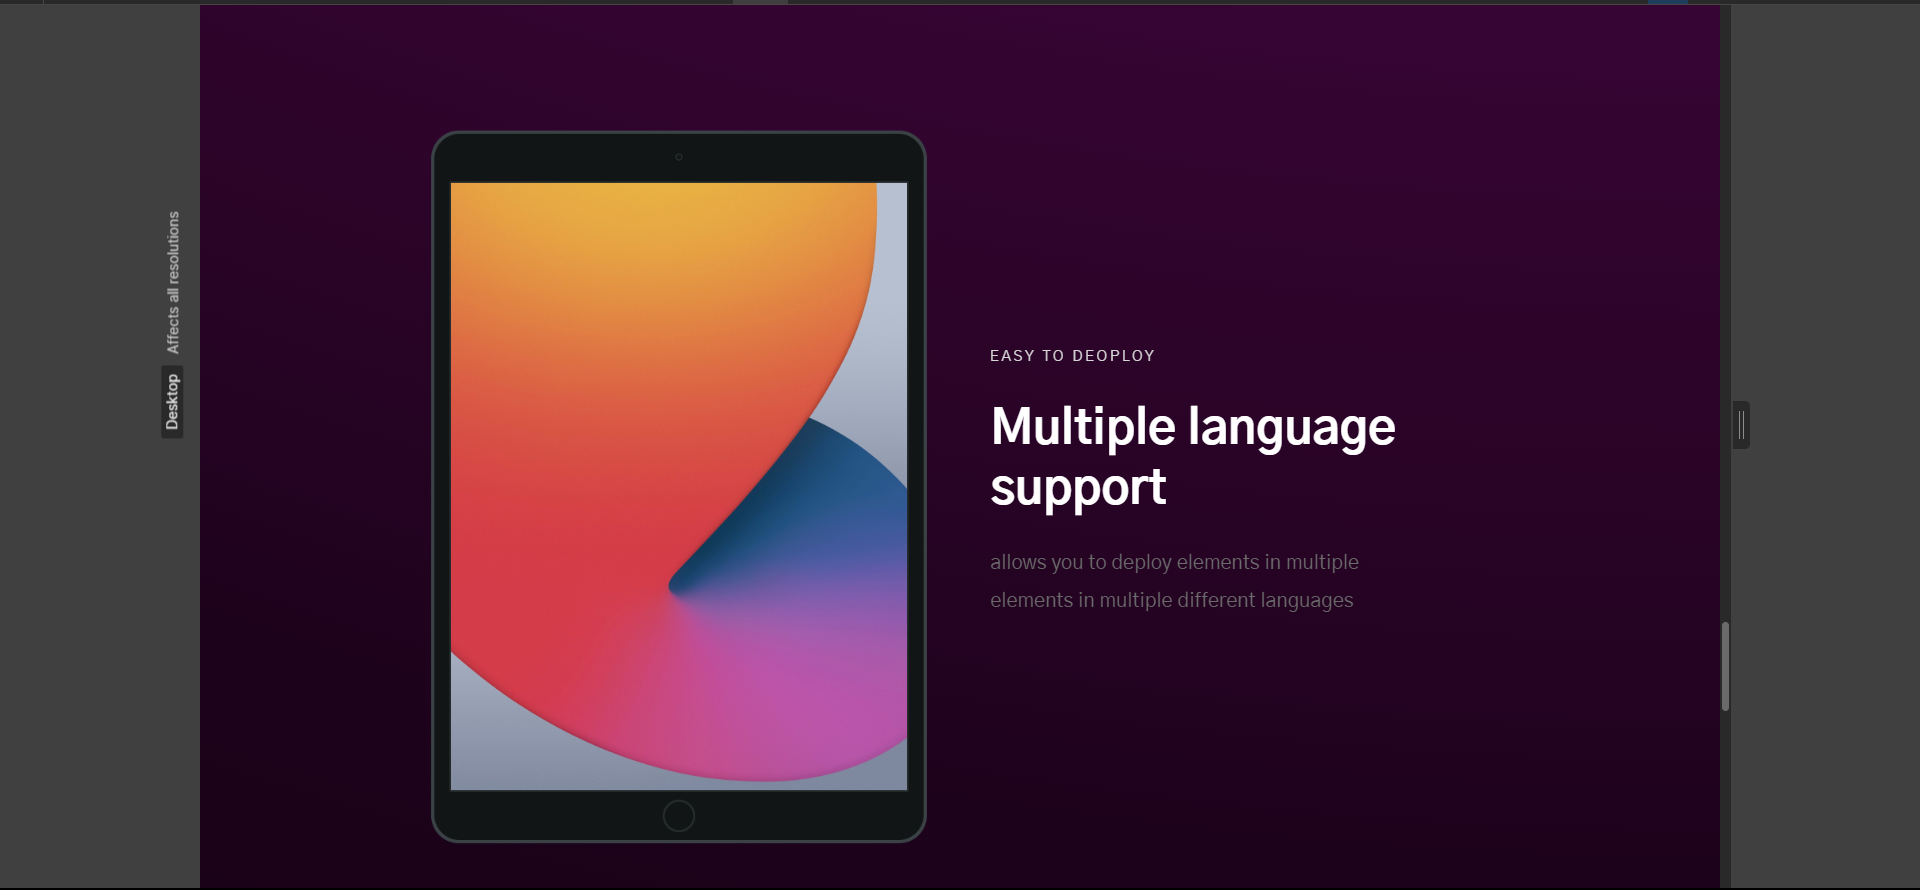 Affects all resolutions
Desktop
EASY TO DEOPLOY
Multiple language
support
allows you to deploy elements in multiple
elements in multiple different languages